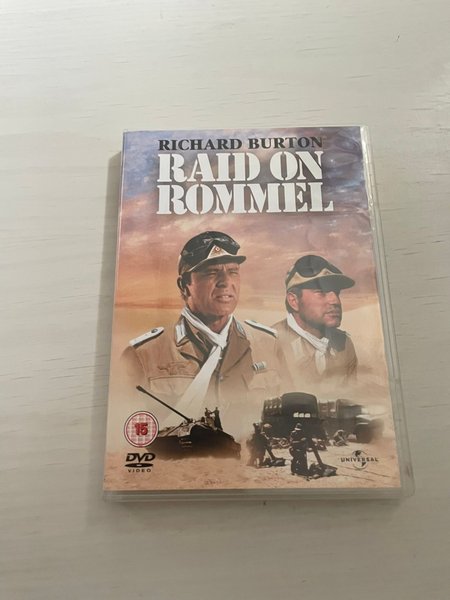 RICHARD BURTON
RAID ON
ROMMEL
15
DVD
VIDEO
UNIVERSAL